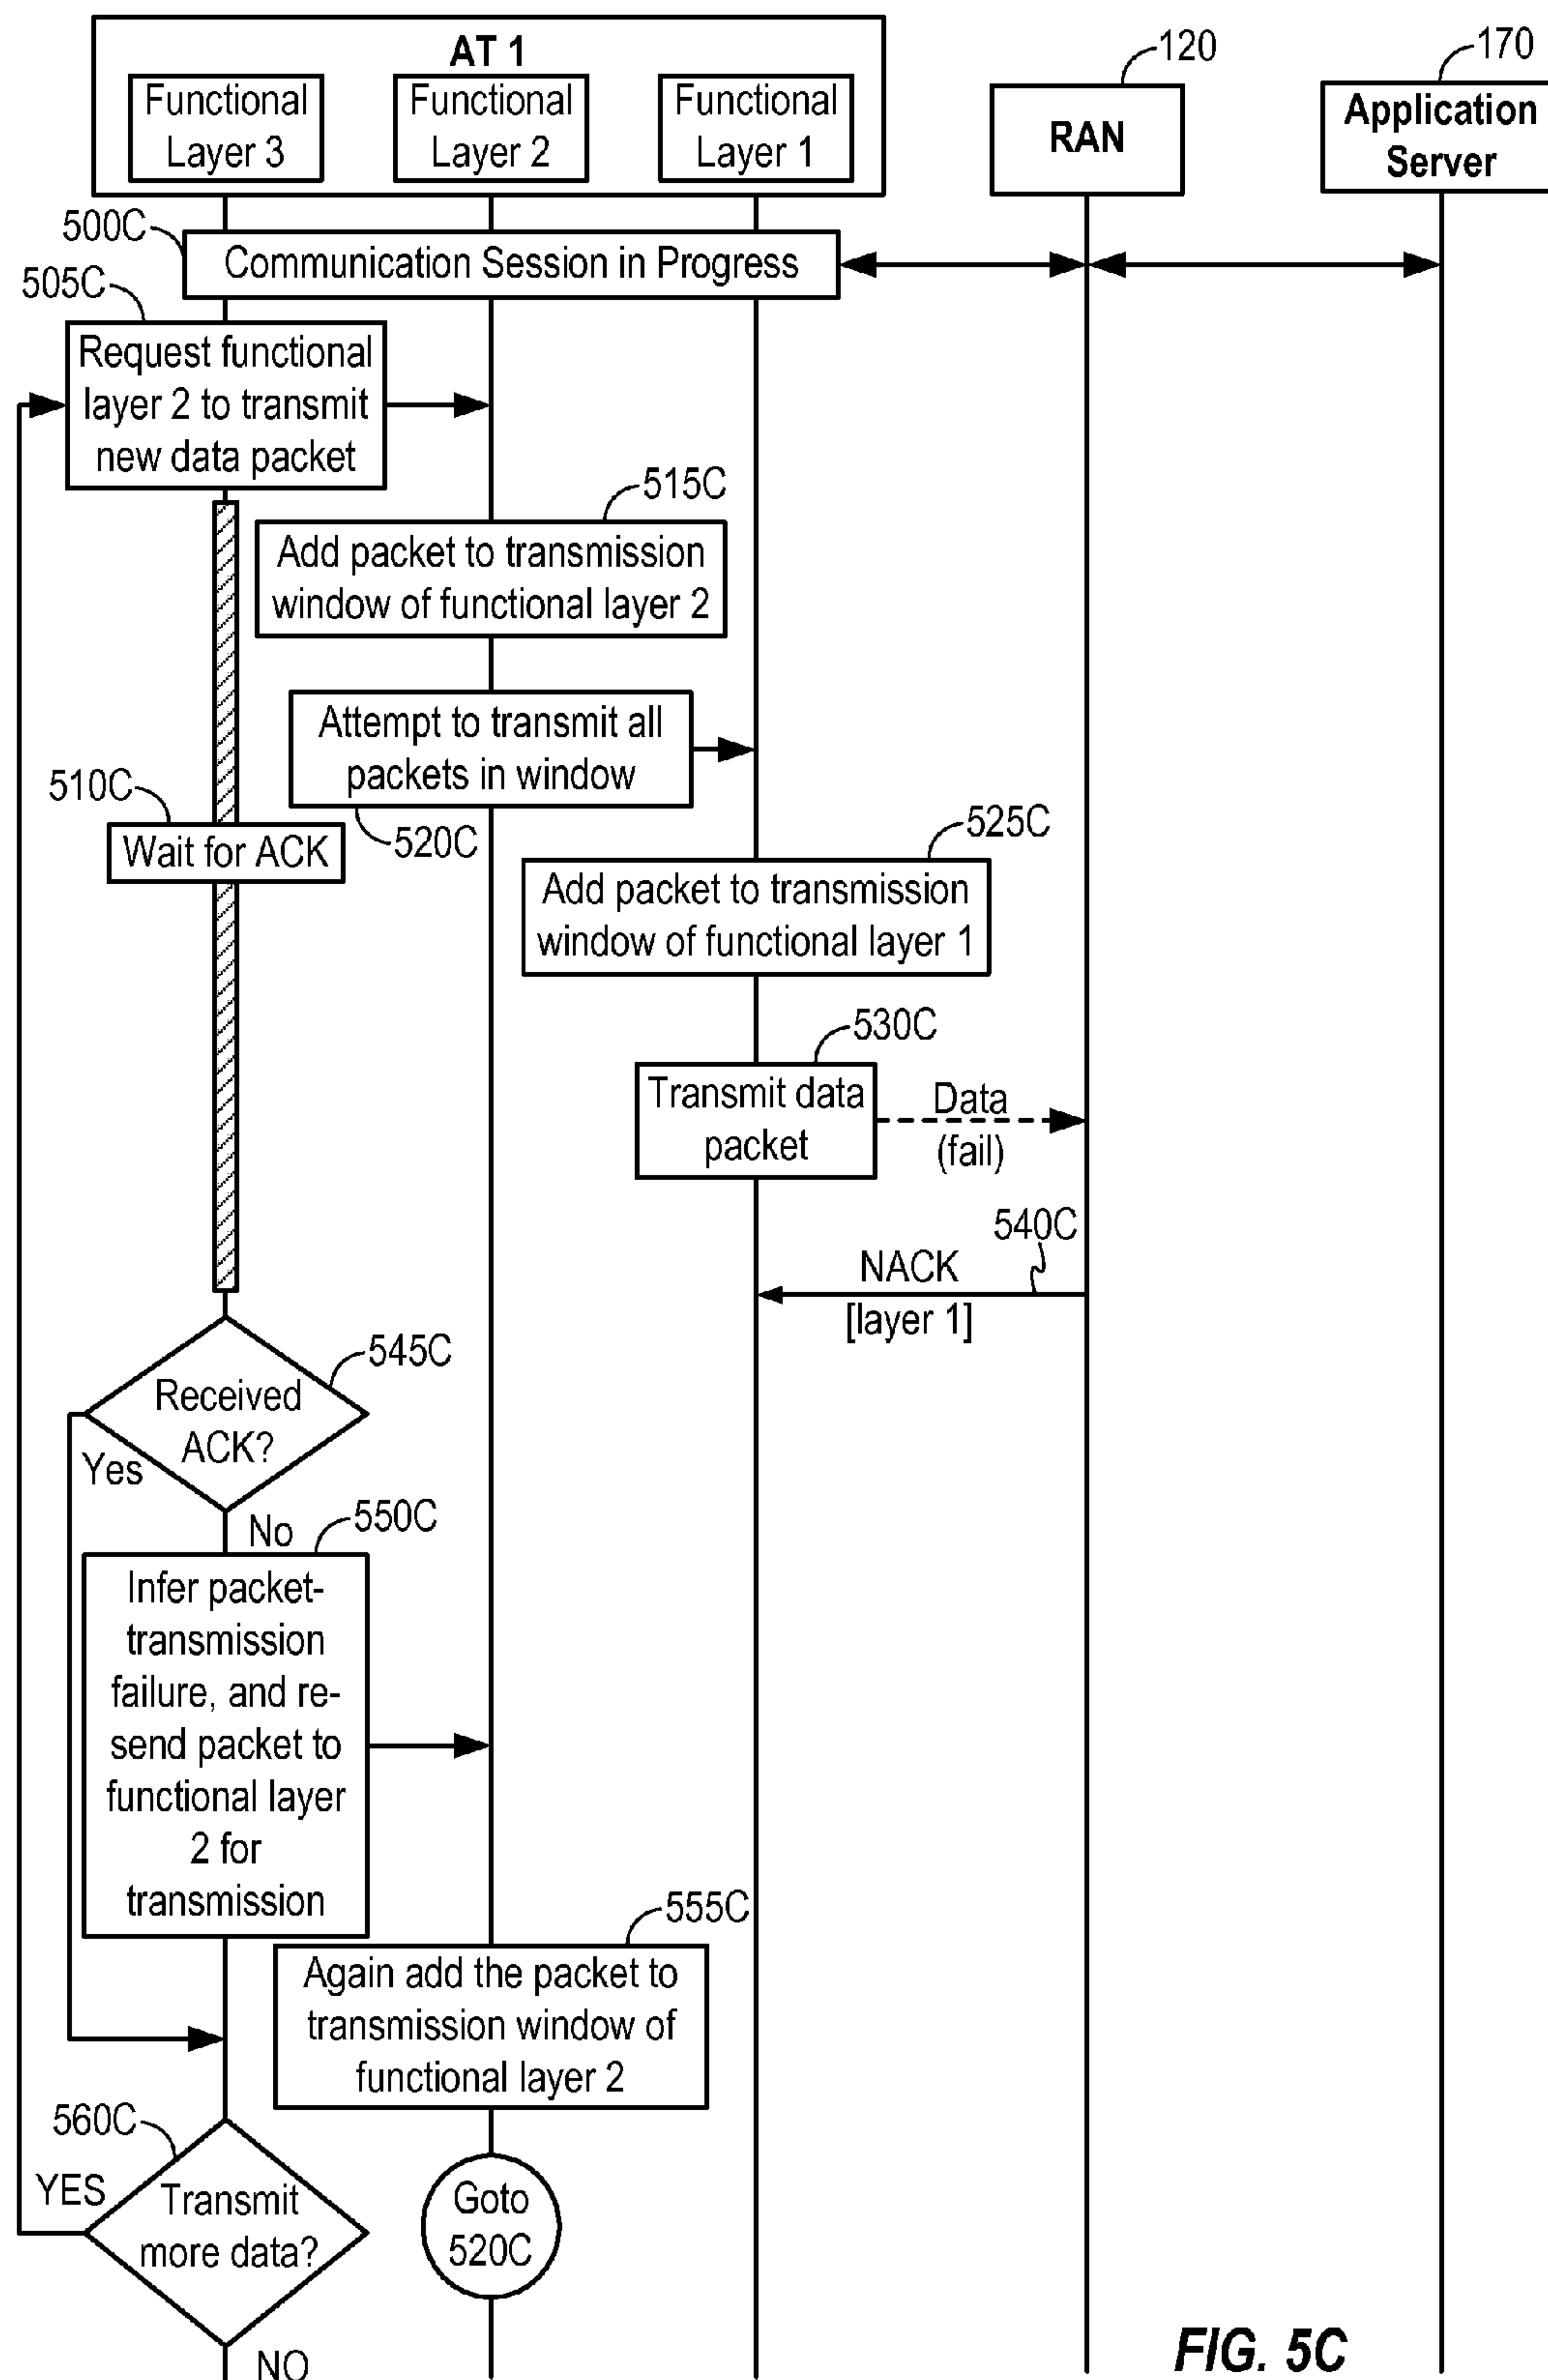 AT 1
Functional
Layer 3
Functional
Layer 2
Functional
Layer 1
120
RAN
170
Application
Server
500C
Communication Session in Progress
505C
Request functional
layer 2 to transmit
new data packet
515C
Add packet to transmission
window of functional layer 2
Attempt to transmit all
packets in window
520C
510C
Wait for ACK
525C
Add packet to transmission
window of functional layer 1
530C
Transmit data
packet
Data
(fail)
540C
NACK
[layer 1]
545C
Received
ACK?
Yes
No
550C
Infer packet-
transmission
failure, and re-
send packet to
functional layer
2 for
transmission
555C
Again add the packet to
transmission window of
functional layer 2
560C
YES
Transmit
more data?
Goto
520C
NO
FIG. 5C